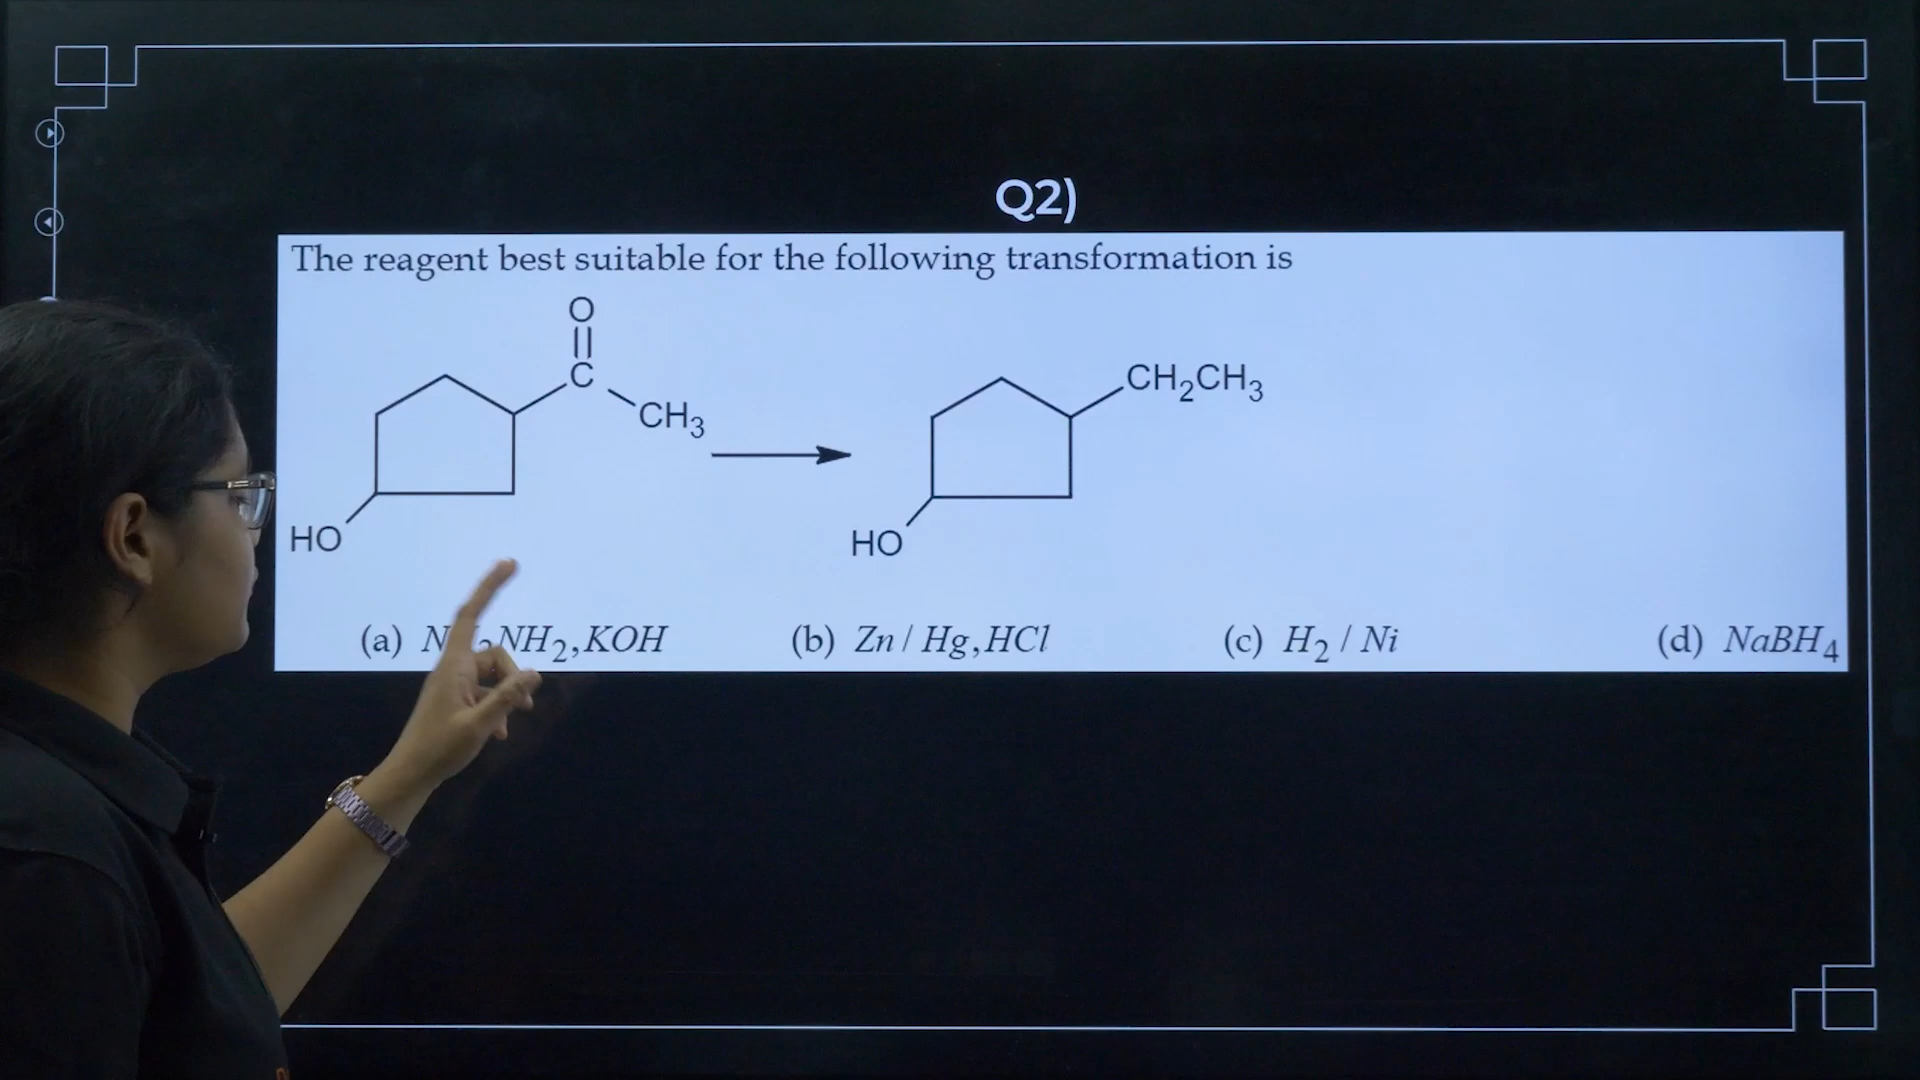 Q2)
The reagent best suitable for the following transformation is
O
C
CH3
HO
CH2CH3
HO
(a) NH2NH2,KOH (b) Zn / Hg,HCl (c) H2 / Ni (d) NaBH4